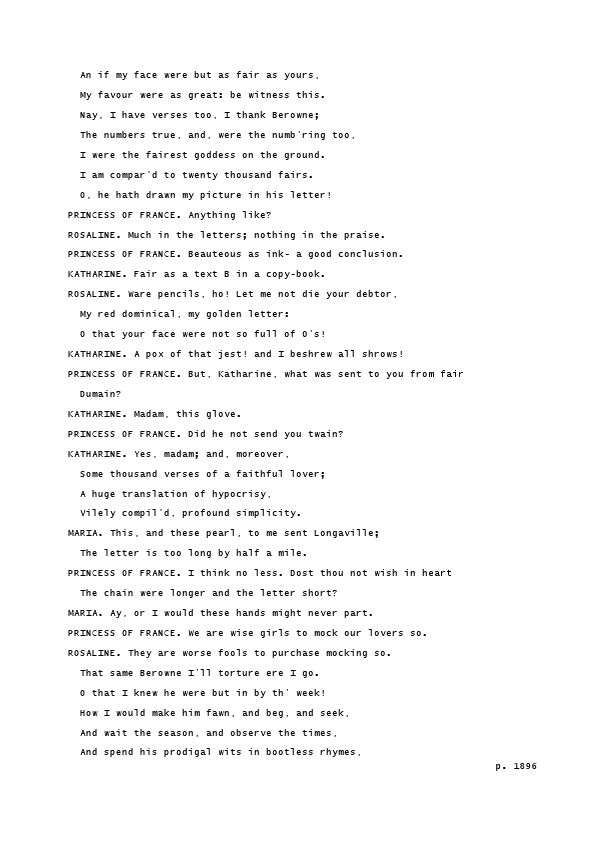 An if my face were but as fair as yours,
My favour were as great: be witness this.
Nay, I have verses too, I thank Berowne;
The numbers true, and, were the numb'ring too,
I were the fairest goddess on the ground.
I am compar'd to twenty thousand fairs.
O, he hath drawn my picture in his letter!
PRINCESS OF FRANCE. Anything like?
ROSALINE. Much in the letters; nothing in the praise.
PRINCESS OF FRANCE. Beauteous as ink- a good conclusion.
KATHARINE. Fair as a text B in a copy-book.
ROSALINE. Ware pencils, ho! Let me not die your debtor,
My red dominical, my golden letter:
O that your face were not so full of O's!
KATHARINE. A pox of that jest! and I beshrew all shrows!
PRINCESS OF FRANCE. But, Katharine, what was sent to you from fair
Dumain?
KATHARINE. Madam, this glove.
PRINCESS OF FRANCE. Did he not send you twain?
KATHARINE. Yes, madam; and, moreover,
Some thousand verses of a faithful lover;
A huge translation of hypocrisy,
Vilely compil'd, profound simplicity.
MARIA. This, and these pearl, to me sent Longaville;
The letter is too long by half a mile.
PRINCESS OF FRANCE. I think no less. Dost thou not wish in heart
The chain were longer and the letter short?
MARIA. Ay, or I would these hands might never part.
PRINCESS OF FRANCE. We are wise girls to mock our lovers so.
ROSALINE. They are worse fools to purchase mocking so.
That same Berowne I'll torture ere I go.
O that I knew he were but in by th' week!
How I would make him fawn, and beg, and seek,
And wait the season, and observe the times,
And spend his prodigal wits in bootless rhymes,
p. 1896